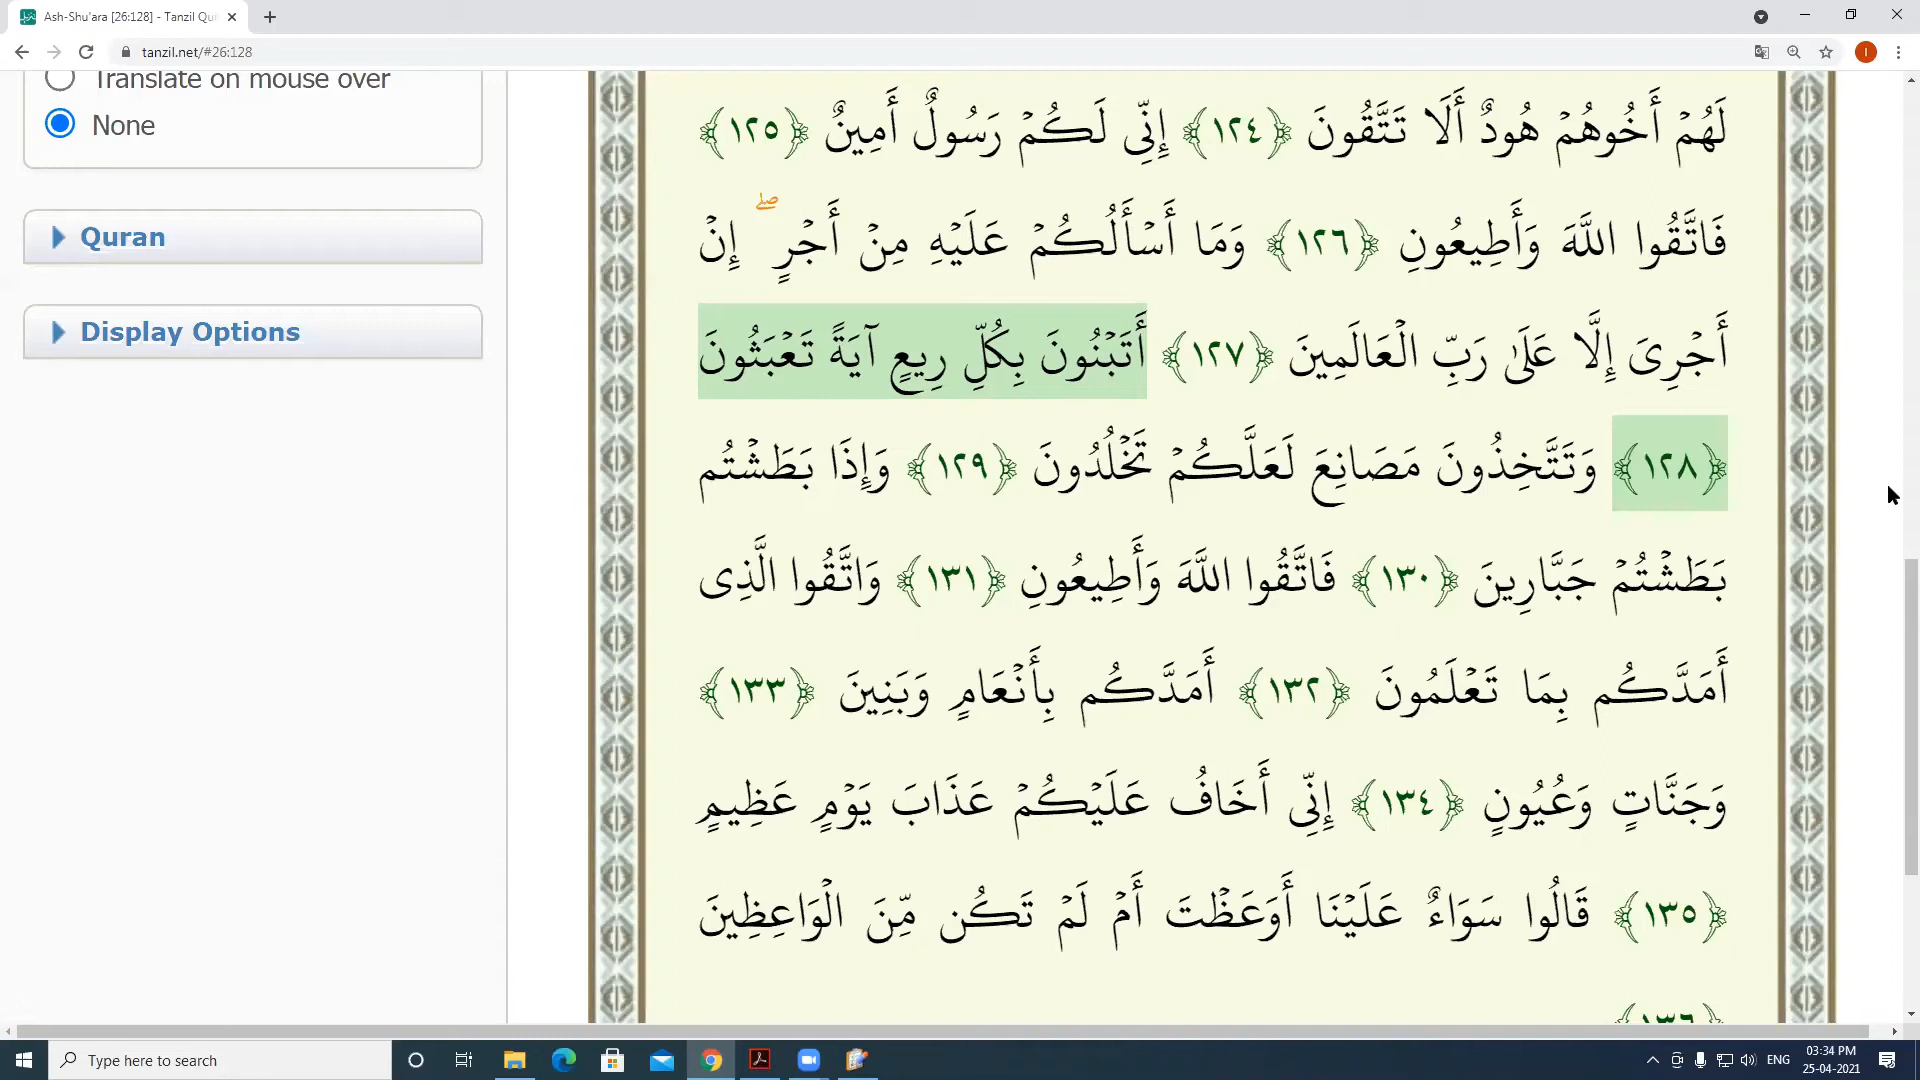 Ash-Shu'ara [26:128] - Tanzil Qu
tanzil.net/#26:128
Translate on mouse over
None
Quran
Display Options
لَهُمْ أَخُوهُمْ هُودٌ أَلَا تَتَّقُونَ ﴿١٢٤﴾ إِنِّى لَكُمْ رَسُولٌ أَمِينٌ ﴿١٢٥﴾
فَاتَّقُوا اللَّهَ وَأَطِيعُونِ ﴿١٢٦﴾ وَمَا أَسْأَلُكُمْ عَلَيْهِ مِنْ أَجْرٍ ۖ إِنْ
أَجْرِىَ إِلَّا عَلَىٰ رَبِّ الْعَالَمِينَ ﴿١٢٧﴾ أَتَبْنُونَ بِكُلِّ رِيعٍ آيَةً تَعْبَثُونَ
﴿١٢٨﴾ وَتَتَّخِذُونَ مَصَانِعَ لَعَلَّكُمْ تَخْلُدُونَ ﴿١٢٩﴾ وَإِذَا بَطَشْتُم
بَطَشْتُمْ جَبَّارِينَ ﴿١٣٠﴾ فَاتَّقُوا اللَّهَ وَأَطِيعُونِ ﴿١٣١﴾ وَاتَّقُوا الَّذِى
أَمَدَّكُم بِمَا تَعْلَمُونَ ﴿١٣٢﴾ أَمَدَّكُم بِأَنْعَامٍ وَبَنِينَ ﴿١٣٣﴾
وَجَنَّاتٍ وَعُيُونٍ ﴿١٣٤﴾ إِنِّى أَخَافُ عَلَيْكُمْ عَذَابَ يَوْمٍ عَظِيمٍ
﴿١٣٥﴾ قَالُوا سَوَاءٌ عَلَيْنَا أَوَعَظْتَ أَمْ لَمْ تَكُن مِّنَ الْوَاعِظِينَ
﴿١٣٦﴾
Type here to search
ENG
03:34 PM
25-04-2021